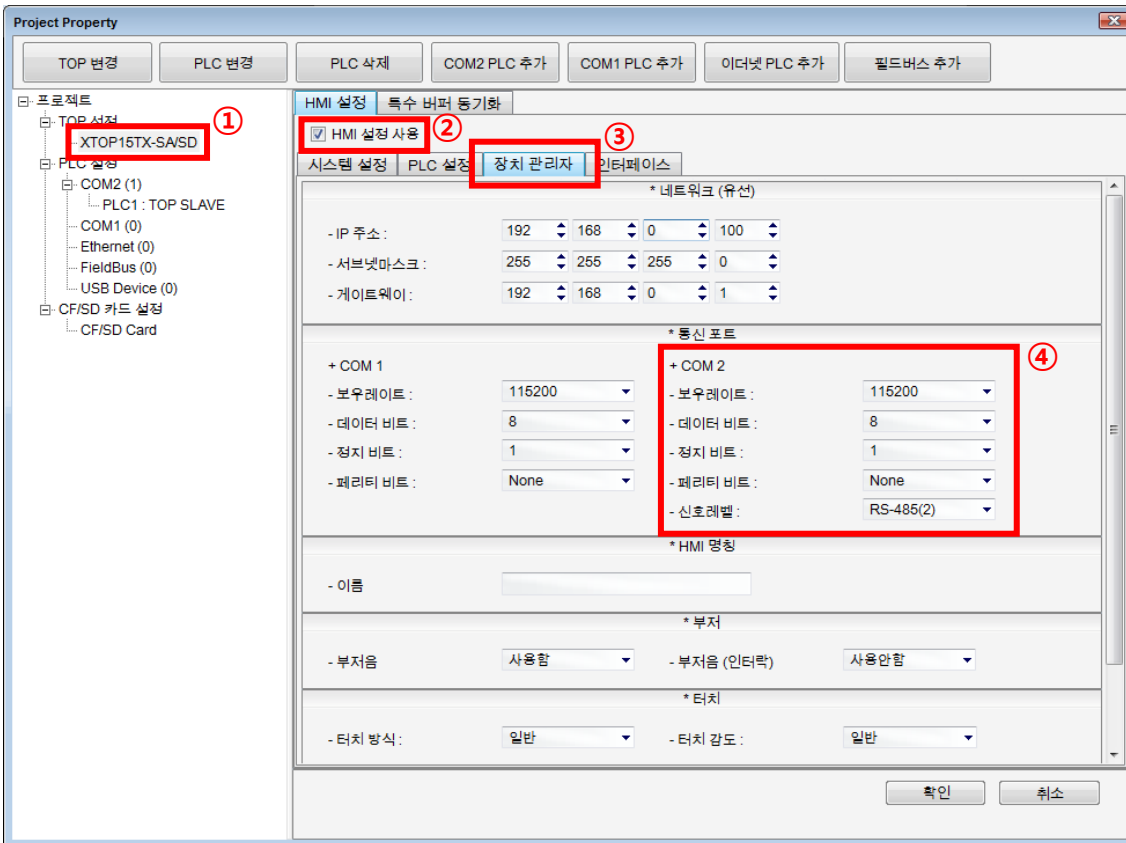 Project Property
TOP 변경 PLC 변경 PLC 삭제 COM2 PLC 추가 COM1 PLC 추가 이더넷 PLC 추가 필드버스 추가
프로젝트
TOP 설정
XTOP15TX-SA/SD
①
PLC 설정
COM2 (1)
PLC1 : TOP SLAVE
COM1 (0)
Ethernet (0)
FieldBus (0)
USB Device (0)
CF/SD 카드 설정
CF/SD Card
HMI 설정 특수 버퍼 동기화
HMI 설정 사용 ②
③
시스템 설정 PLC 설정 장치 관리자 인터페이스
* 네트워크 (유선)
- IP 주소 : 192 168 0 100
- 서브넷마스크 : 255 255 255 0
- 게이트웨이 : 192 168 0 1
* 통신 포트
④
+ COM 1 + COM 2
- 보우레이트 : 115200 - 보우레이트 : 115200
- 데이터 비트 : 8 - 데이터 비트 : 8
- 정지 비트 : 1 - 정지 비트 : 1
- 페리티 비트 : None - 페리티 비트 : None
- 신호레벨 : RS-485(2)
* HMI 명칭
- 이름
* 부저
- 부저음 사용함 - 부저음 (인터락) 사용안함
* 터치
- 터치 방식 : 일반 - 터치 감도 : 일반
확인 취소